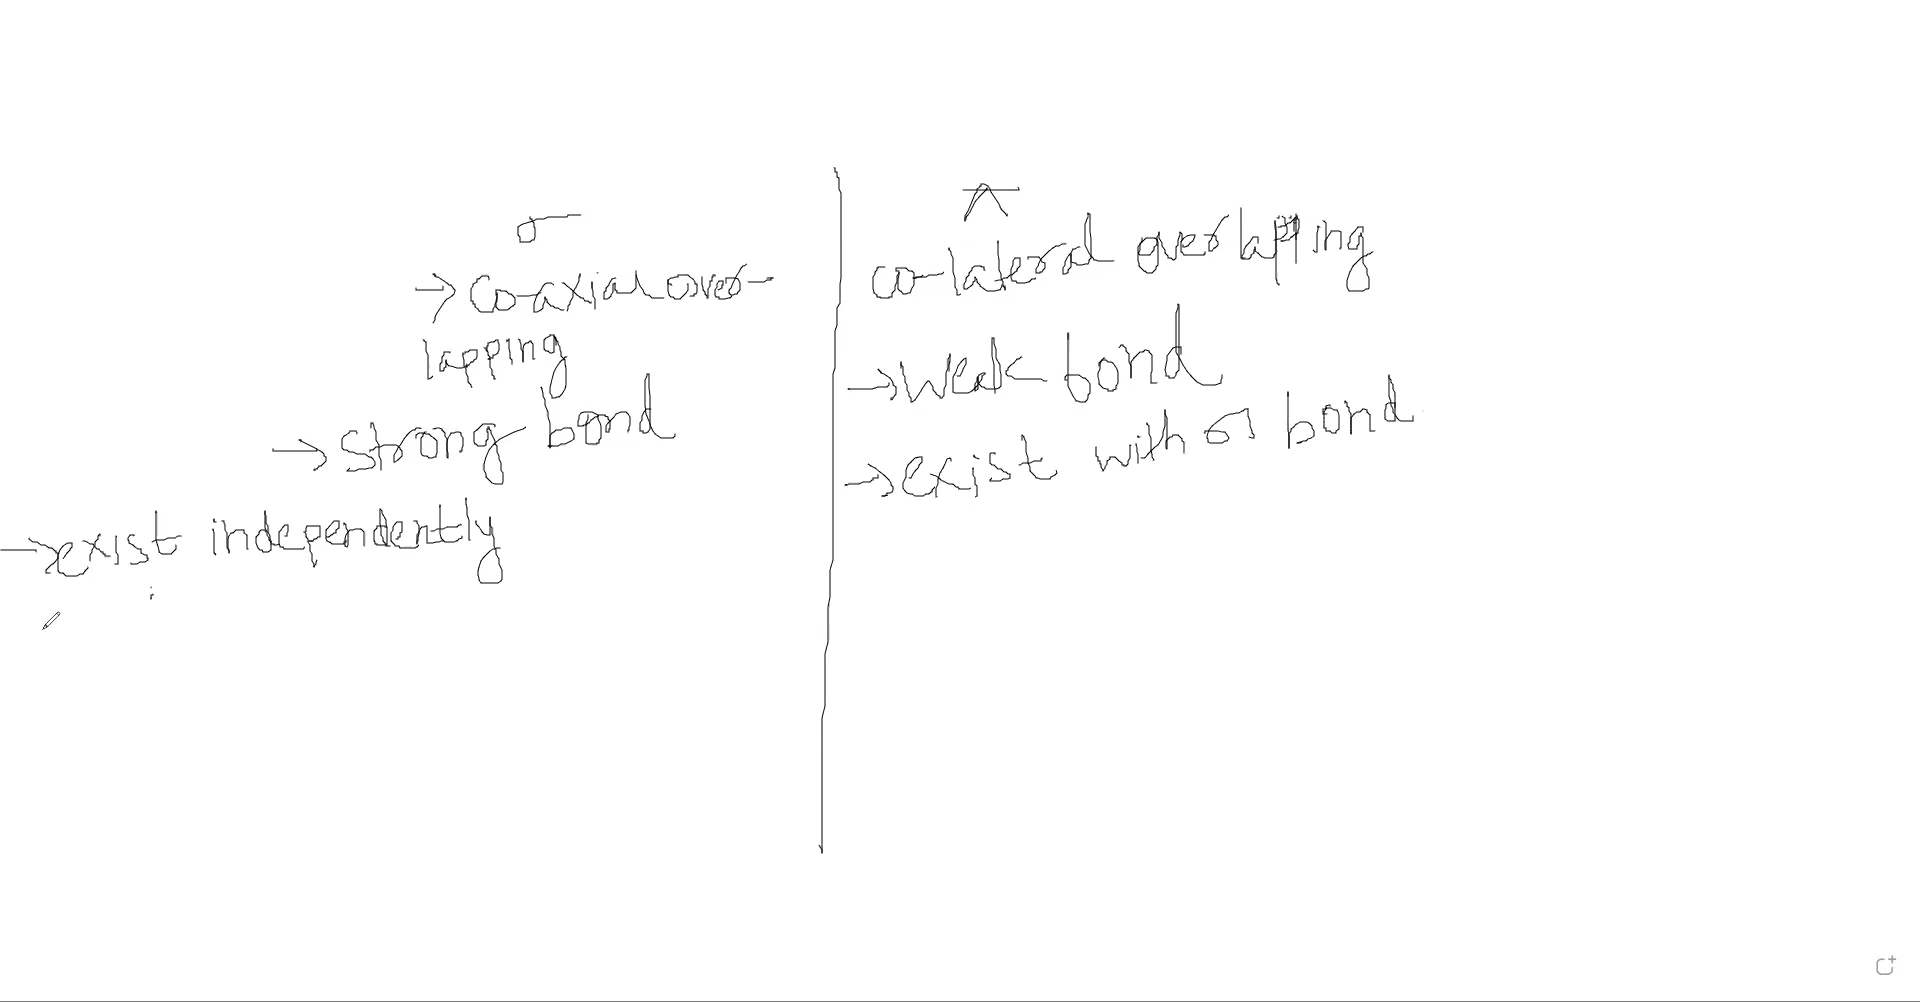 σ
→ co-axial over-
lapping
→ strong bond
→ exist independently
π
co-lateral overlapping
→ Weak bond
→ exist with σ bond